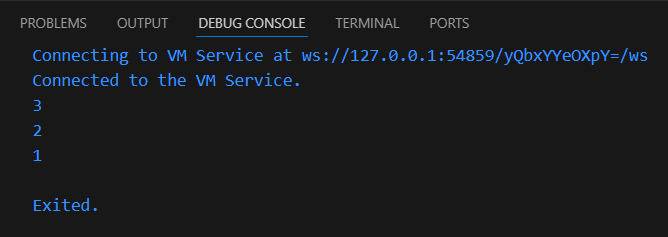 PROBLEMS OUTPUT DEBUG CONSOLE TERMINAL PORTS
Connecting to VM Service at ws://127.0.0.1:54859/yQbxYYeOXpY=/ws
Connected to the VM Service.
3
2
1
Exited.